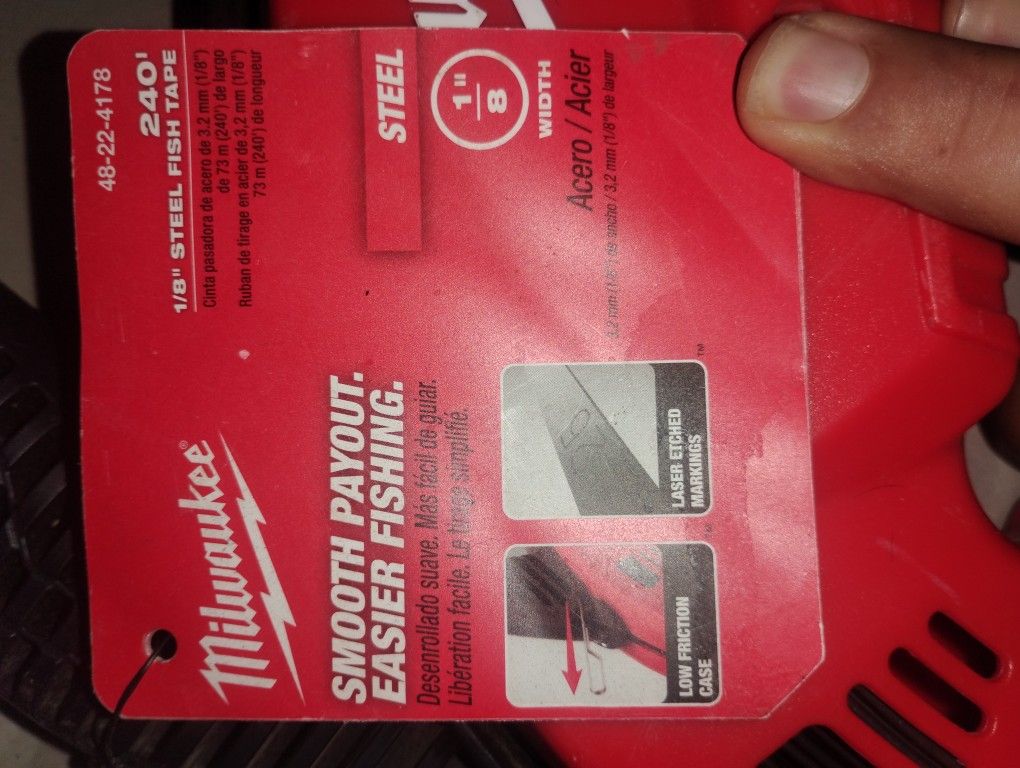 Milwaukee®
48-22-4178
240'
1/8" STEEL FISH TAPE
Cinta pasadora de acero de 3.2 mm (1/8")
de 73 m (240') de largo
Ruban de tirage en acier de 3,2 mm (1/8")
73 m (240') de longueur
SMOOTH PAYOUT.
EASIER FISHING.
Desenrollado suave. Más fácil de guiar.
Libération facile. Le tirage simplifié.
STEEL
1"
8
WIDTH
Acero / Acier
3.2 mm (1/8") de ancho / 3,2 mm (1/8") de largeur
LOW FRICTION
CASE
™
LASER ETCHED
MARKINGS
™